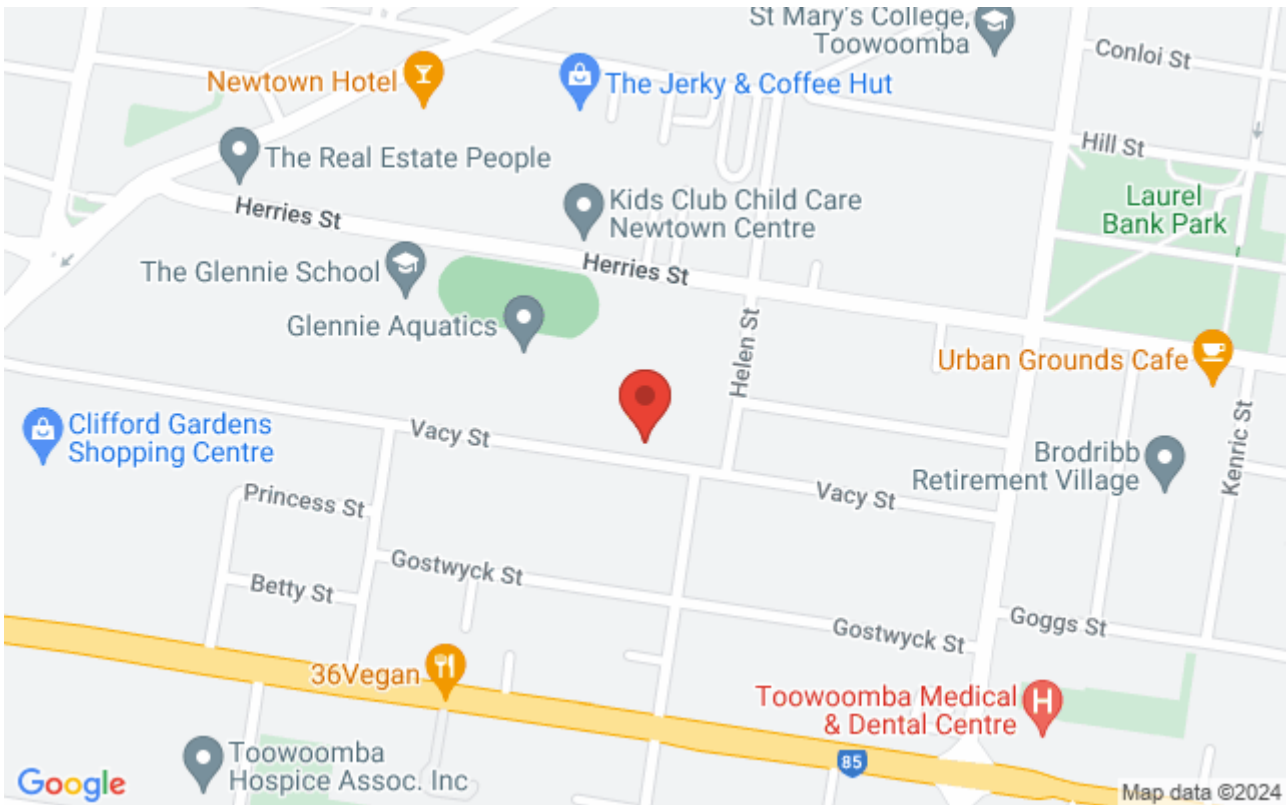 St Mary's College,
Toowoomba
Conloi St
Newtown Hotel
The Jerky & Coffee Hut
Hill St
The Real Estate People
Laurel
Bank Park
Kids Club Child Care
Newtown Centre
Herries St
Herries St
The Glennie School
Glennie Aquatics
Helen St
Urban Grounds Cafe
Kenric St
Clifford Gardens
Shopping Centre
Vacy St
Brodribb
Retirement Village
Princess St
Vacy St
Gostwyck St
Betty St
Goggs St
Gostwyck St
36Vegan
Toowoomba Medical
& Dental Centre
H
Toowoomba
Hospice Assoc. Inc
85
Google
Map data ©2024